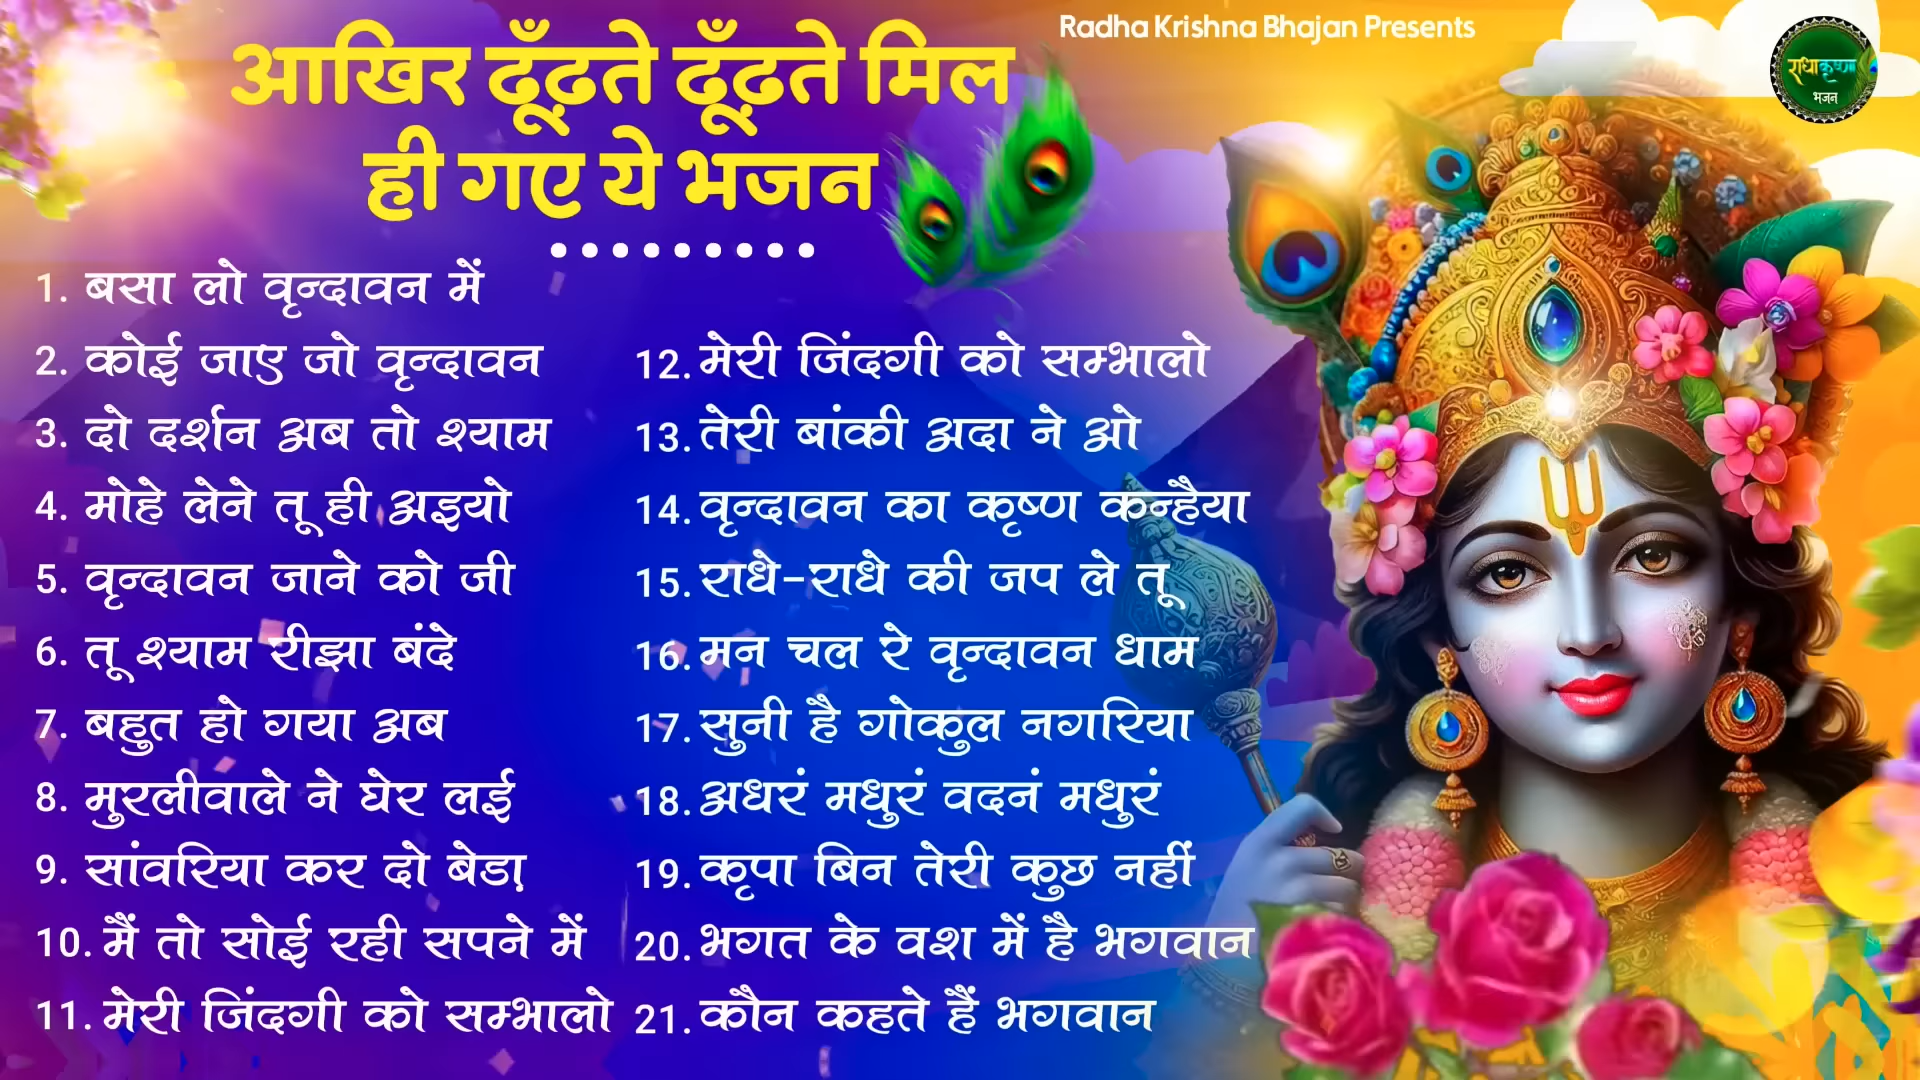 Radha Krishna Bhajan Presents
राधाकृष्ण
भजन
आखिर ढूँढ़ते ढूँढ़ते मिल
ही गए ये भजन
1. बसा लो वृन्दावन में
2. कोई जाए जो वृन्दावन
3. दो दर्शन अब तो श्याम
4. मोहे लेने तू ही अइयो
5. वृन्दावन जाने को जी
6. तू श्याम रीझा बंदे
7. बहुत हो गया अब
8. मुरलीवाले ने घेर लई
9. सांवरिया कर दो बेड़ा
10. मैं तो सोई रही सपने में
11. मेरी जिंदगी को सम्भालो
12. मेरी जिंदगी को सम्भालो
13. तेरी बांकी अदा ने ओ
14. वृन्दावन का कृष्ण कन्हैया
15. राधे-राधे की जप ले तू
16. मन चल रे वृन्दावन धाम
17. सुनी है गोकुल नगरिया
18. अधरं मधुरं वदनं मधुरं
19. कृपा बिन तेरी कुछ नहीं
20. भगत के वश में है भगवान
21. कौन कहते हैं भगवान